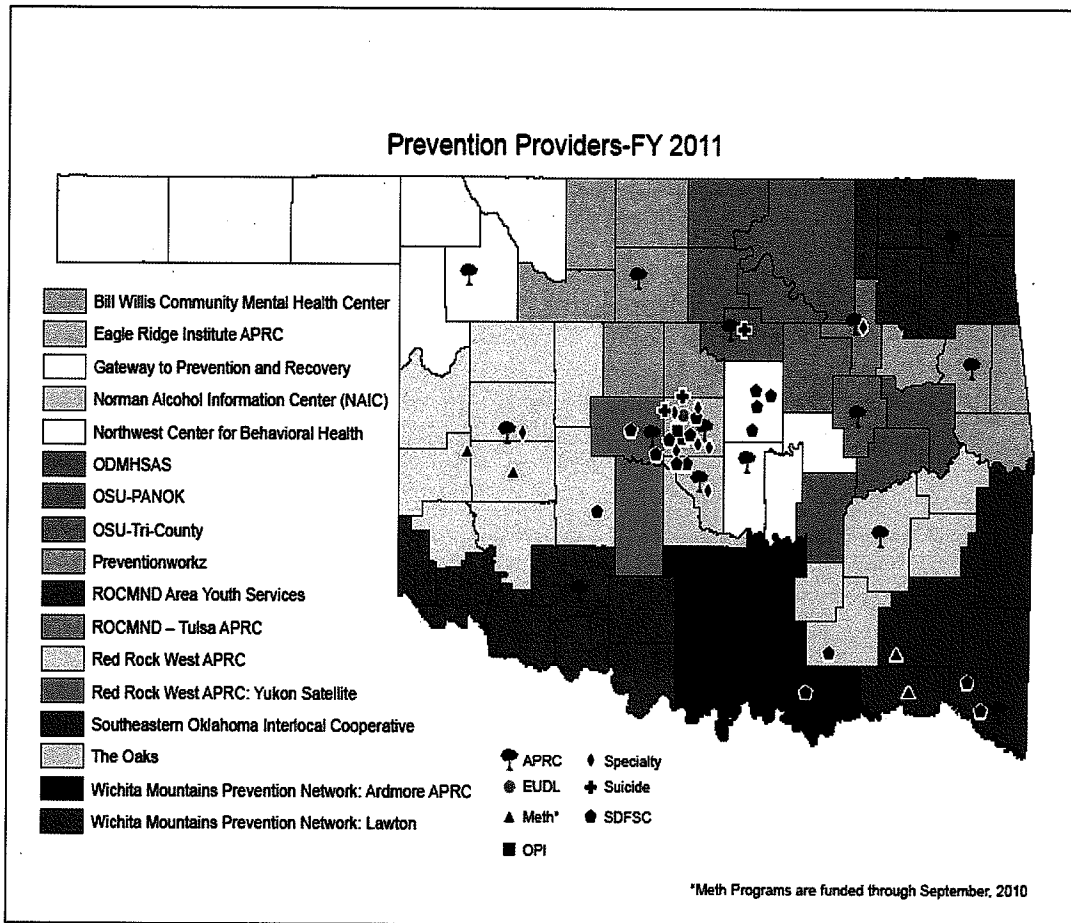 Prevention Providers-FY 2011
Bill Willis Community Mental Health Center
Eagle Ridge Institute APRC
Gateway to Prevention and Recovery
Norman Alcohol Information Center (NAIC)
Northwest Center for Behavioral Health
ODMHSAS
OSU-PANOK
OSU-Tri-County
Preventionworkz
ROCMND Area Youth Services
ROCMND – Tulsa APRC
Red Rock West APRC
Red Rock West APRC: Yukon Satellite
Southeastern Oklahoma Interlocal Cooperative
The Oaks
Wichita Mountains Prevention Network: Ardmore APRC
Wichita Mountains Prevention Network: Lawton
APRC
Specialty
EUDL
Suicide
Meth*
SDFSC
OPI
*Meth Programs are funded through September, 2010